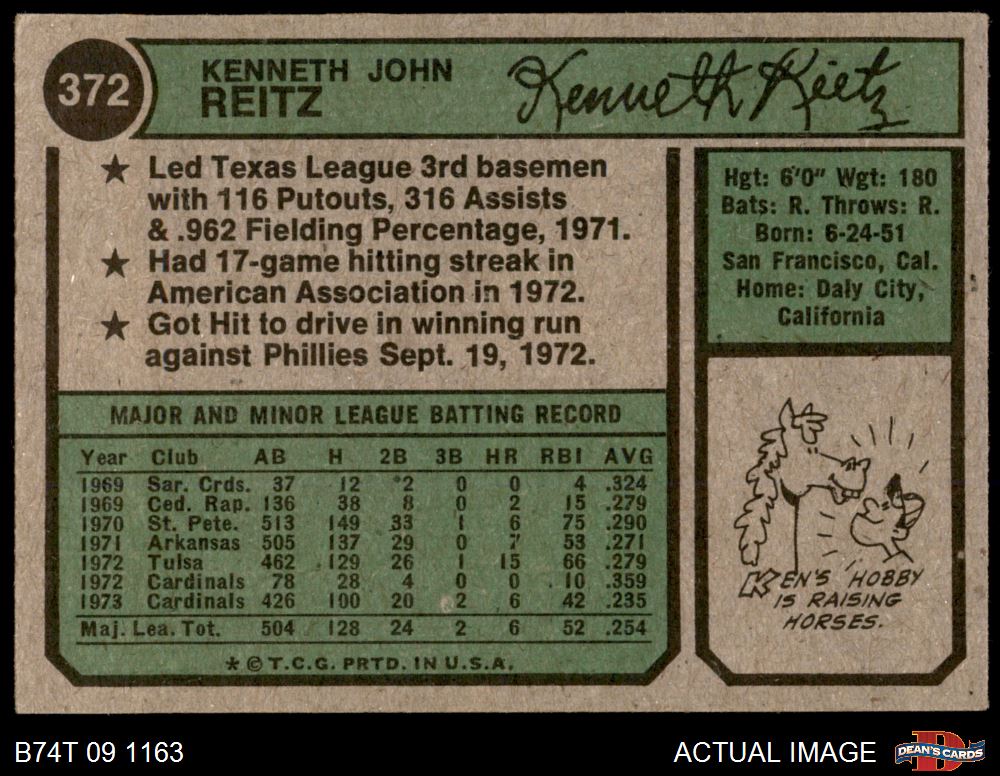 372
KENNETH JOHN
REITZ
Kenneth Reitz
★ Led Texas League 3rd basemen
with 116 Putouts, 316 Assists
& .962 Fielding Percentage, 1971.
★ Had 17-game hitting streak in
American Association in 1972.
★ Got Hit to drive in winning run
against Phillies Sept. 19, 1972.
Hgt: 6'0" Wgt: 180
Bats: R. Throws: R.
Born: 6-24-51
San Francisco, Cal.
Home: Daly City,
California
MAJOR AND MINOR LEAGUE BATTING RECORD
Year Club AB H 2B 3B HR RBI AVG
1969 Sar. Crds. 37 12 2 0 0 4 .324
1969 Ced. Rap. 136 38 8 0 2 15 .279
1970 St. Pete. 513 149 33 1 6 75 .290
1971 Arkansas 505 137 29 0 7 53 .271
1972 Tulsa 462 129 26 1 15 66 .279
1972 Cardinals 78 28 4 0 0 10 .359
1973 Cardinals 426 100 20 2 6 42 .235
Maj. Lea. Tot. 504 128 24 2 6 52 .254
* © T.C.G. PRTD. IN U.S.A.
KEN'S HOBBY
IS RAISING
HORSES.
B74T 09 1163
ACTUAL IMAGE
DEAN'S CARDS